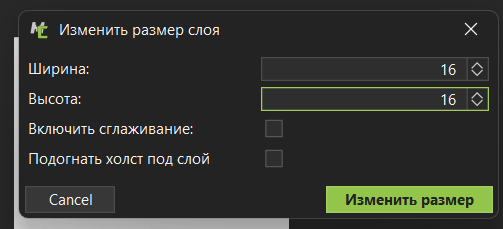 Изменить размер слоя
Ширина: 16
Высота: 16
Включить сглаживание:
Подогнать холст под слой
Cancel Изменить размер